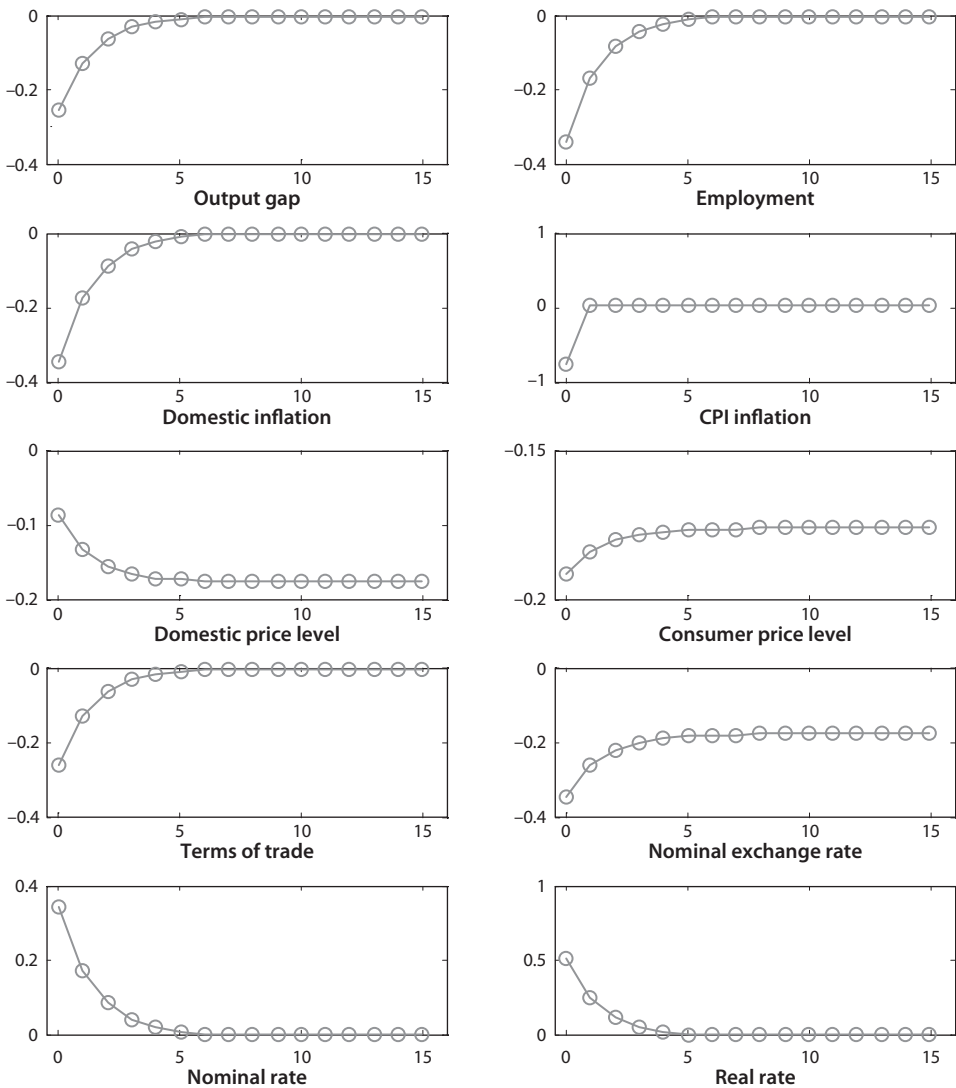 0 0
−0.2 −0.2
−0.4 −0.4
0 5 10 15 0 5 10 15
Output gap Employment
0 1
−0.2 0
−0.4 −1
0 5 10 15 0 5 10 15
Domestic inflation CPI inflation
0 −0.15
−0.1
−0.2 −0.2
0 5 10 15 0 5 10 15
Domestic price level Consumer price level
0 0
−0.2 −0.2
−0.4 −0.4
0 5 10 15 0 5 10 15
Terms of trade Nominal exchange rate
0.4 1
0.2 0.5
0 0
0 5 10 15 0 5 10 15
Nominal rate Real rate